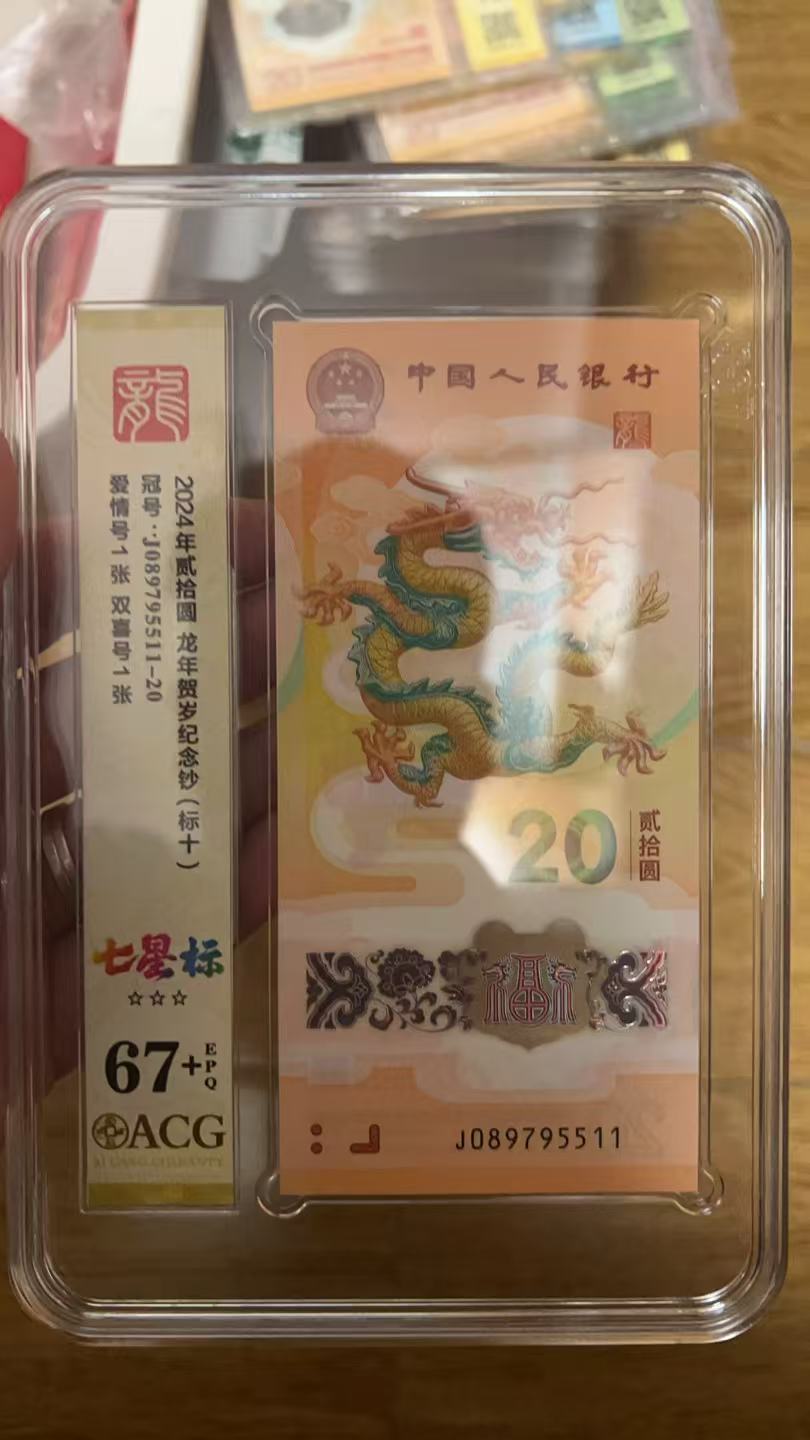 20
龍
2024年贰拾圆 龙年贺岁纪念钞（标十）
冠号：J089795511-20
爱情号1张 双喜号1张
七星标
☆☆☆
67+EPQ
ACG
中国人民银行
龍
20
贰拾圆
福
J089795511